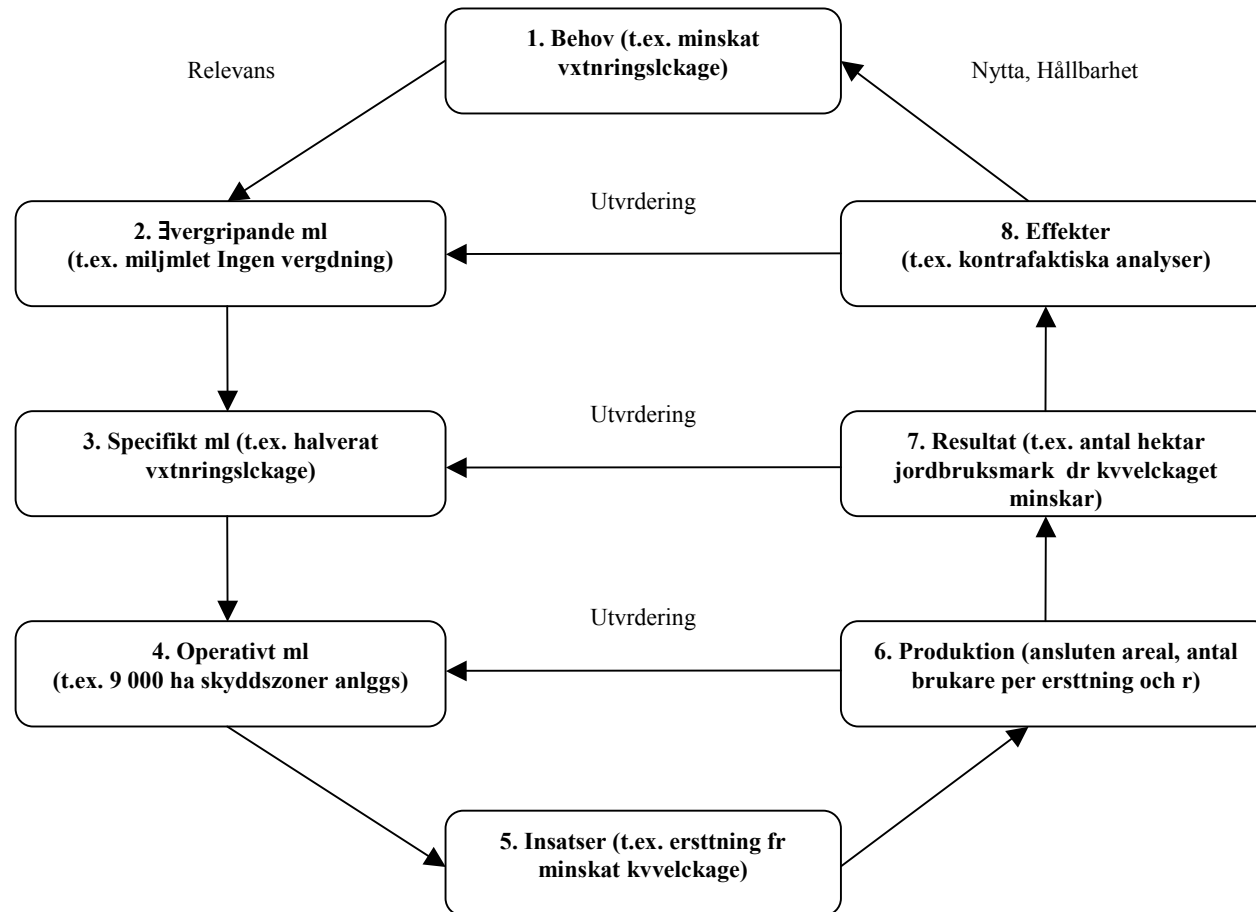 1. Behov (t.ex. minskat
vxtnringslckage)
Relevans
Nytta, Hållbarhet
Utvrdering
2. ∃vergripande ml
(t.ex. miljmlet Ingen vergdning)
8. Effekter
(t.ex. kontrafaktiska analyser)
Utvrdering
3. Specifikt ml (t.ex. halverat
vxtnringslckage)
7. Resultat (t.ex. antal hektar
jordbruksmark dr kvvelckaget
minskar)
Utvrdering
4. Operativt ml
(t.ex. 9 000 ha skyddszoner anlggs)
6. Produktion (ansluten areal, antal
brukare per ersttning och r)
5. Insatser (t.ex. ersttning fr
minskat kvvelckage)